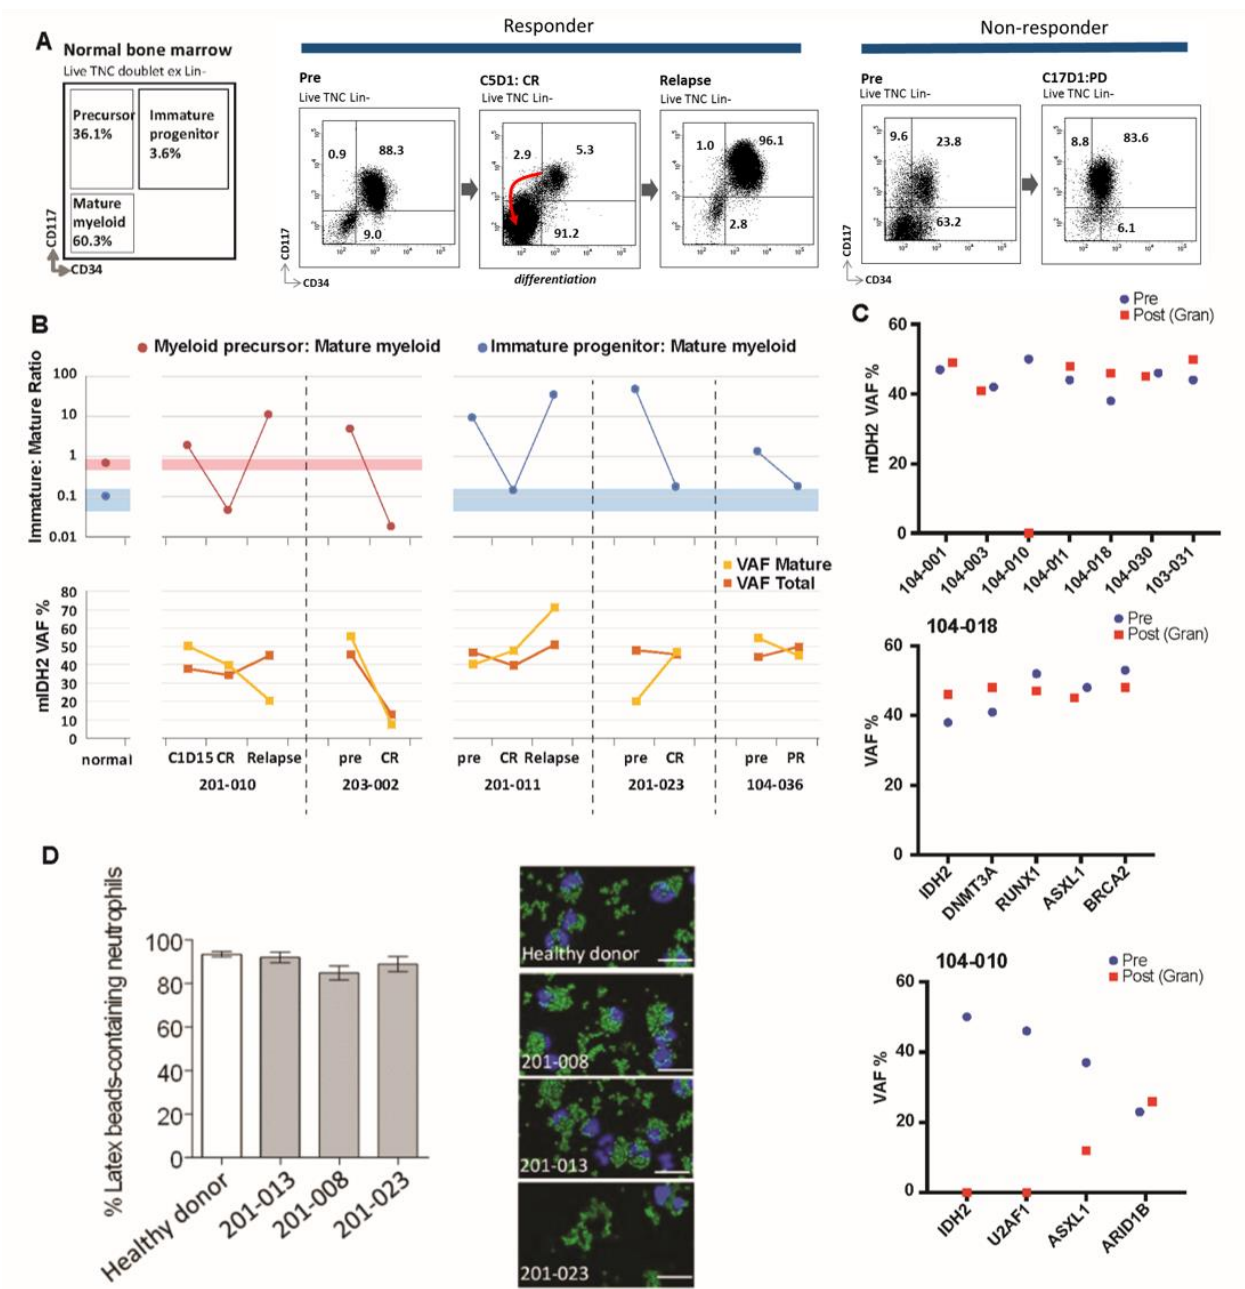 A
Normal bone marrow
Live TNC doublet ex Lin-
Precursor
36.1%
Immature
progenitor
3.6%
Mature
myeloid
60.3%
CD117
CD34
Responder
Pre
Live TNC Lin-
0.9
88.3
9.0
CD117
CD34
C5D1: CR
Live TNC Lin-
2.9
5.3
91.2
differentiation
Relapse
Live TNC Lin-
1.0
96.1
2.8
Non-responder
Pre
Live TNC Lin-
9.6
23.8
63.2
CD117
CD34
C17D1:PD
Live TNC Lin-
8.8
83.6
6.1
B
Myeloid precursor: Mature myeloid
Immature progenitor: Mature myeloid
Immature: Mature Ratio
100
10
1
0.1
0.01
VAF Mature
VAF Total
mIDH2 VAF %
80
70
60
50
40
30
20
10
0
normal
C1D15 CR Relapse
pre CR
pre CR Relapse
pre CR
pre PR
201-010
203-002
201-011
201-023
104-036
C
Pre
Post (Gran)
mIDH2 VAF %
60
40
20
0
104-001
104-003
104-010
104-011
104-018
104-030
103-031
104-018
Pre
Post (Gran)
VAF %
60
40
20
0
IDH2
DNMT3A
RUNX1
ASXL1
BRCA2
104-010
Pre
Post (Gran)
VAF %
60
40
20
0
IDH2
U2AF1
ASXL1
ARID1B
D
% Latex beads-containing neutrophils
100
80
60
40
20
0
Healthy donor
201-013
201-008
201-023
Healthy donor
201-008
201-013
201-023